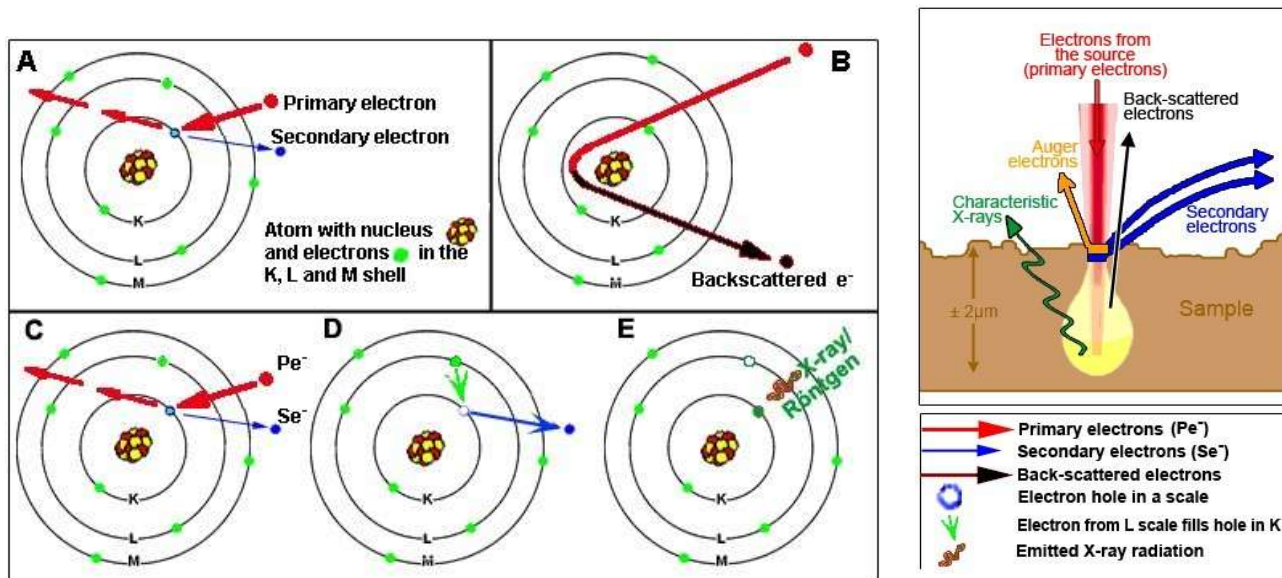 A
Primary electron
Secondary electron
K
L
M
Atom with nucleus
and electrons in the
K, L and M shell
B
K
L
M
Backscattered e⁻
C
Pe⁻
Se⁻
K
L
M
D
K
L
M
E
X-ray/
Röntgen
K
L
M
Electrons from
the source
(primary electrons)
Back-scattered
electrons
Auger
electrons
Characteristic
X-rays
Secondary
electrons
± 2µm
Sample
Primary electrons (Pe⁻)
Secondary electrons (Se⁻)
Back-scattered electrons
Electron hole in a scale
Electron from L scale fills hole in K
Emitted X-ray radiation